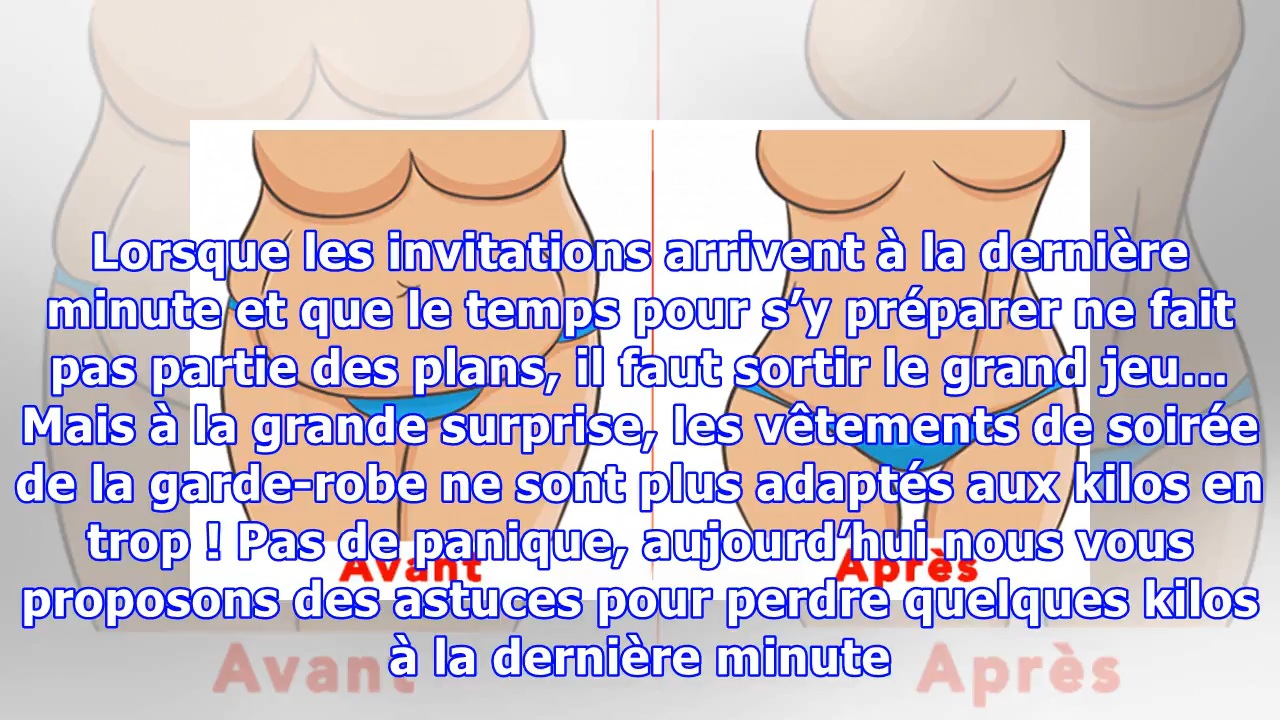 Lorsque les invitations arrivent à la dernière
minute et que le temps pour s’y préparer ne fait
pas partie des plans, il faut sortir le grand jeu...
Mais à la grande surprise, les vêtements de soirée
de la garde-robe ne sont plus adaptés aux kilos en
trop ! Pas de panique, aujourd’hui nous vous
proposons des astuces pour perdre quelques kilos
à la dernière minute
Avant Après
Avant Après